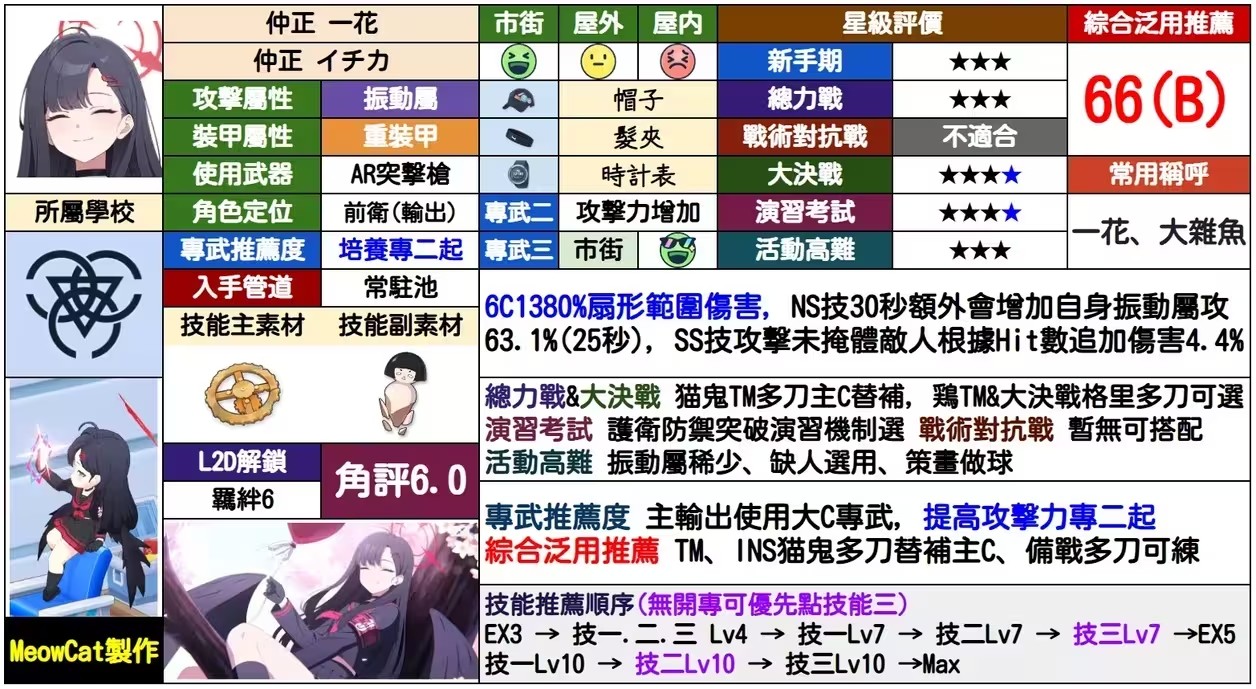 仲正 一花
仲正 イチカ
攻擊屬性 振動屬
裝甲屬性 重裝甲
使用武器 AR突擊槍
所屬學校
角色定位 前衛(輸出)
專武推薦度 培養專二起
入手管道 常駐池
技能主素材 技能副素材
L2D解鎖
羈絆6
角評6.0
MeowCat製作
市街 屋外 屋內
帽子
髮夾
時計表
專武二 攻擊力增加
專武三 市街
星級評價
新手期 ★★★
總力戰 ★★★
戰術對抗戰 不適合
大決戰 ★★★★
演習考試 ★★★★
活動高難 ★★★
綜合泛用推薦
66(B)
常用稱呼
一花、大雜魚
6C1380%扇形範圍傷害, NS技30秒額外會增加自身振動屬攻
63.1%(25秒), SS技攻擊未掩體敵人根據Hit數追加傷害4.4%
總力戰&大決戰 猫鬼TM多刀主C替補, 鶏TM&大決戰格里多刀可選
演習考試 護衛防禦突破演習機制選 戰術對抗戰 暫無可搭配
活動高難 振動屬稀少、缺人選用、策畫做球
專武推薦度 主輸出使用大C專武, 提高攻擊力專二起
綜合泛用推薦 TM、INS猫鬼多刀替補主C、備戰多刀可練
技能推薦順序(無開專可優先點技能三)
EX3 → 技一.二.三 Lv4 → 技一Lv7 → 技二Lv7 → 技三Lv7 →EX5
技一Lv10 → 技二Lv10 → 技三Lv10 →Max